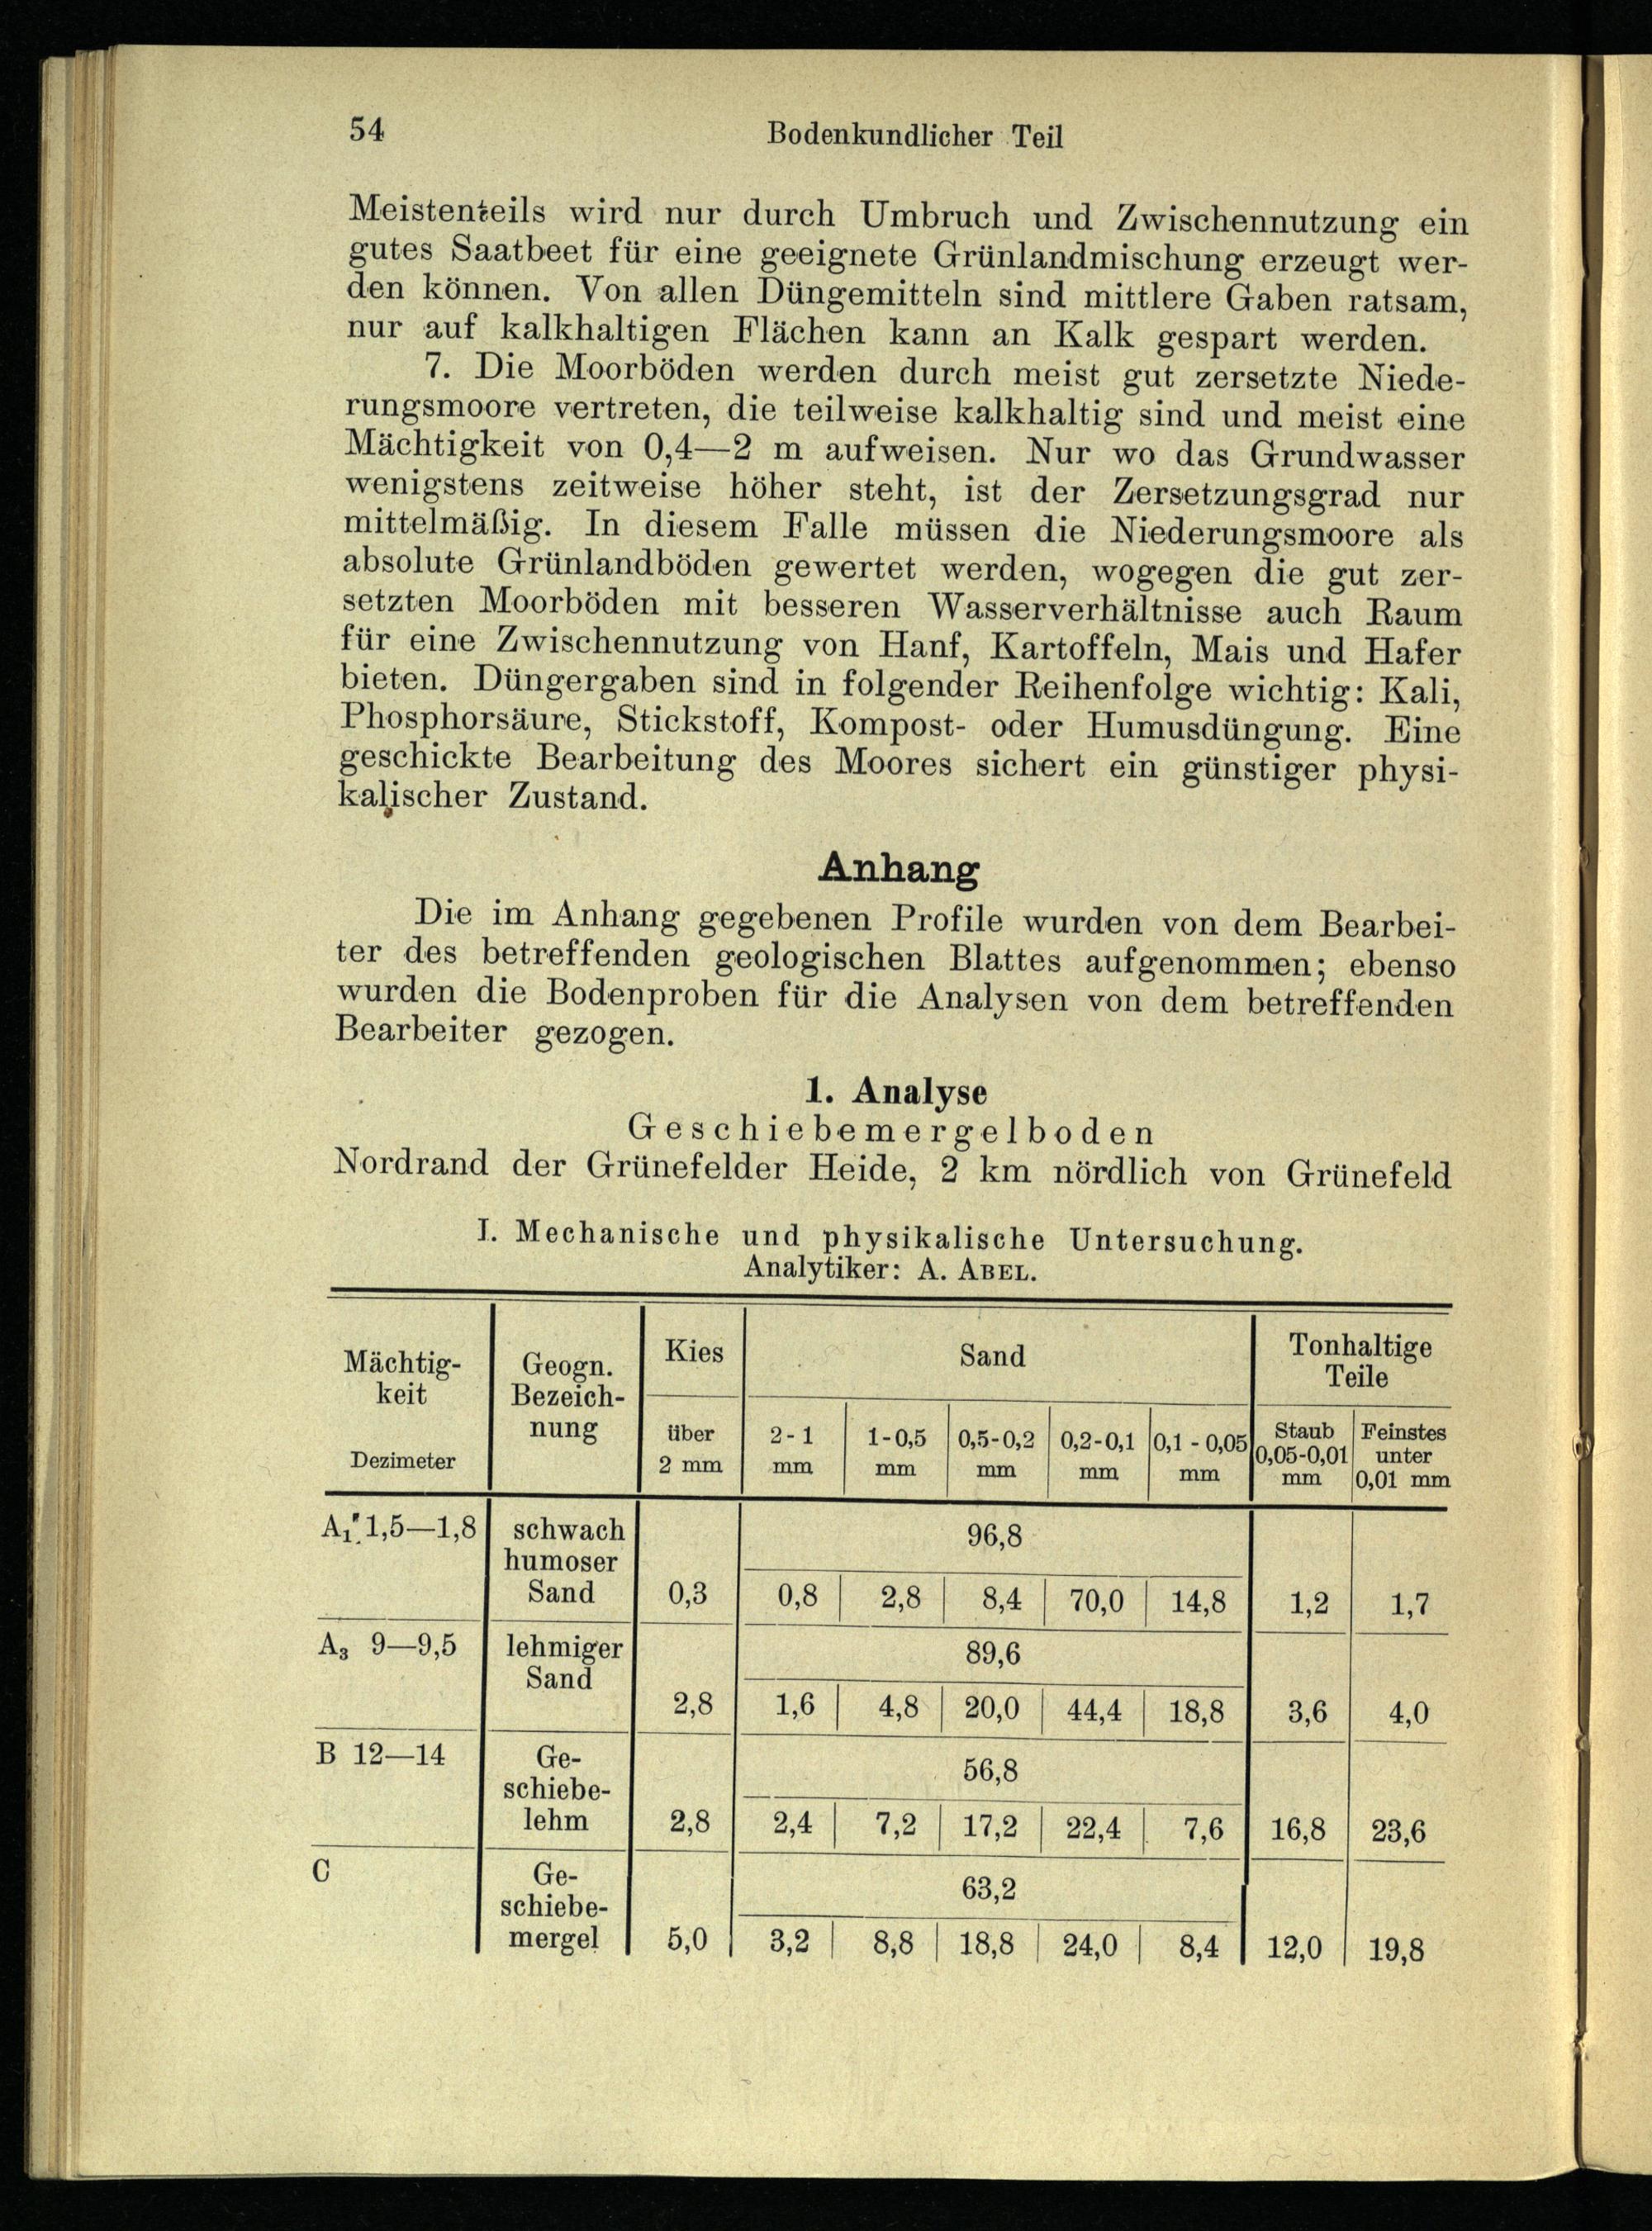 54
Bodenkundlicher Teil
Meistenteils wird nur durch Umbruch und Zwischennutzung ein
gutes Saatbeet für eine geeignete Grünlandmischung erzeugt wer-
den können. Von allen Düngemitteln sind mittlere Gaben ratsam,
nur auf kalkhaltigen Flächen kann an Kalk gespart werden.
7. Die Moorböden werden durch meist gut zersetzte Niede-
rungsmoore vertreten, die teilweise kalkhaltig sind und meist eine
Mächtigkeit von 0,4—2 m aufweisen. Nur wo das Grundwasser
wenigstens zeitweise höher steht, ist der Zersetzungsgrad nur
mittelmäßig. In diesem Falle müssen die Niederungsmoore als
absolute Grünlandböden gewertet werden, wogegen die gut zer-
setzten Moorböden mit besseren Wasserverhältnisse auch Raum
für eine Zwischennutzung von Hanf, Kartoffeln, Mais und Hafer
bieten. Düngergaben sind in folgender Reihenfolge wichtig: Kali,
Phosphorsäure, Stickstoff, Kompost- oder Humusdüngung. Eine
geschickte Bearbeitung des Moores sichert ein günstiger physi-
kalischer Zustand.
Anhang
Die im Anhang gegebenen Profile wurden von dem Bearbei-
ter des betreffenden geologischen Blattes aufgenommen; ebenso
wurden die Bodenproben für die Analysen von dem betreffenden
Bearbeiter gezogen.
1. Analyse
Geschiebemergelboden
Nordrand der Grünefelder Heide, 2 km nördlich von Grünefeld
I. Mechanische und physikalische Untersuchung.
Analytiker: A. ABEL.
Mächtig-
keit
Dezimeter
Geogn.
Bezeich-
nung
Kies
über
2 mm
Sand
2-1
mm
1-0,5
mm
0,5-0,2
mm
0,2-0,1
mm
0,1 - 0,05
mm
Tonhaltige
Teile
Staub
0,05-0,01
mm
Feinstes
unter
0,01 mm
A₁ 1,5—1,8
schwach
humoser
Sand
96,8
0,3 0,8 2,8 8,4 70,0 14,8 1,2 1,7
A₃ 9—9,5
lehmiger
Sand
89,6
2,8 1,6 4,8 20,0 44,4 18,8 3,6 4,0
B 12—14
Ge-
schiebe-
lehm
56,8
2,8 2,4 7,2 17,2 22,4 7,6 16,8 23,6
C
Ge-
schiebe-
mergel
63,2
5,0 3,2 8,8 18,8 24,0 8,4 12,0 19,8